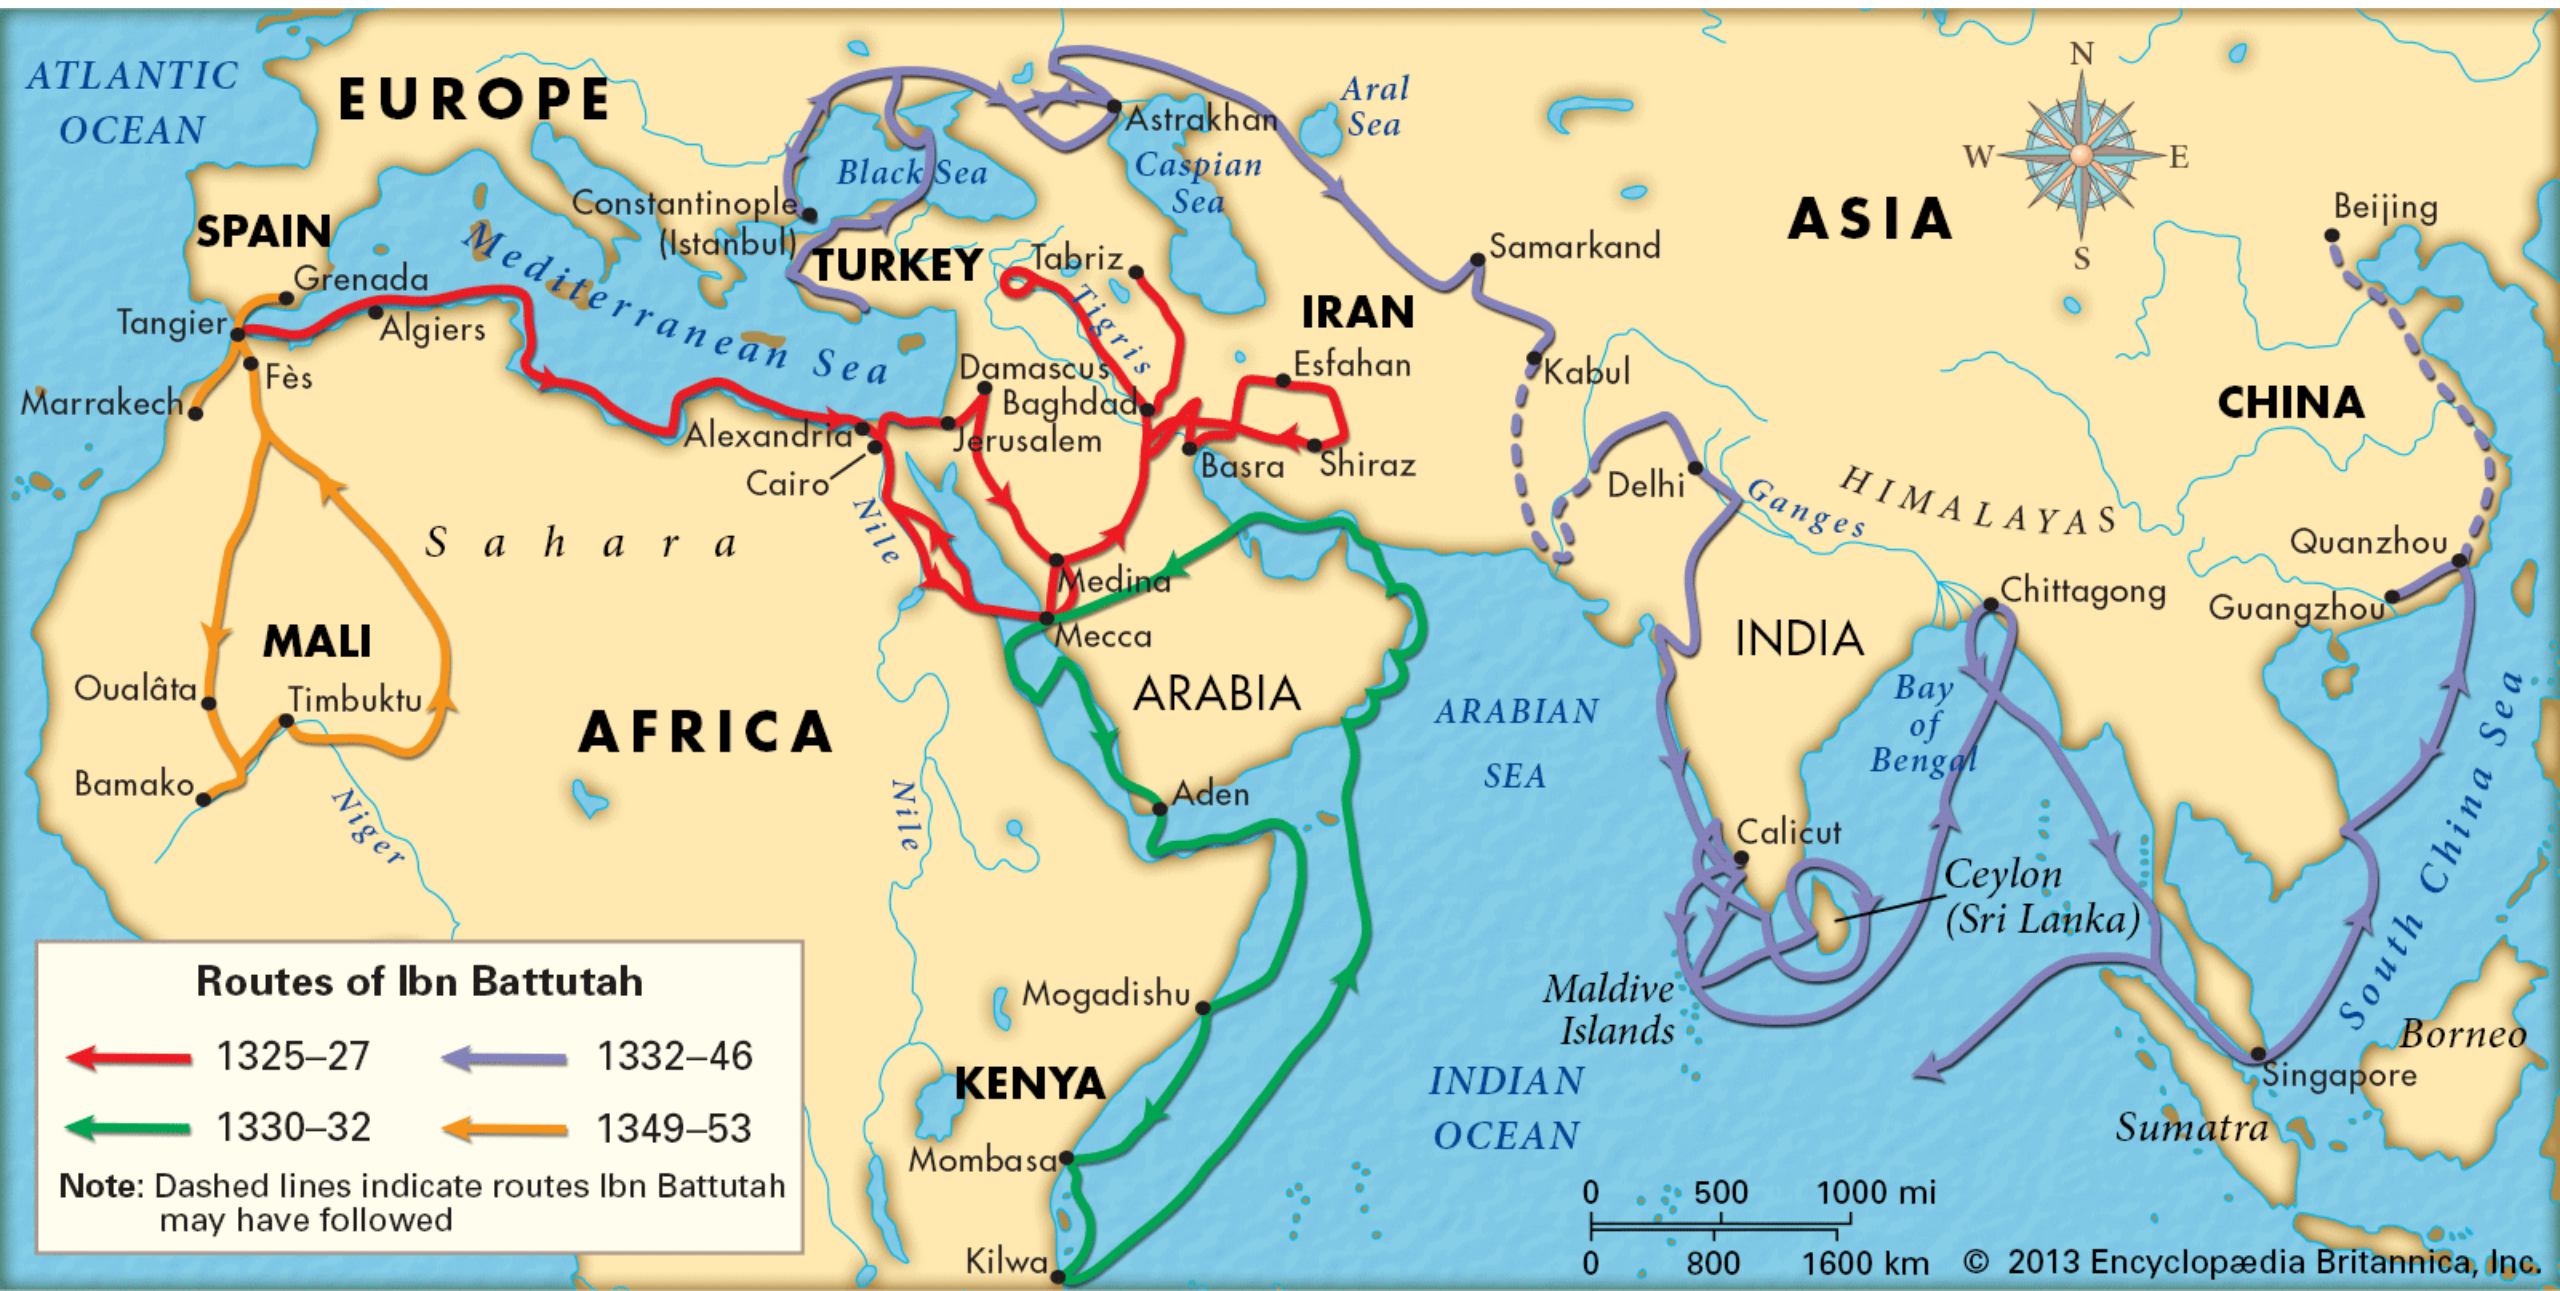 ATLANTIC
OCEAN
EUROPE
Aral
Sea
Astrakhan
Caspian
Sea
Black Sea
Constantinople
(Istanbul)
ASIA
N
W
E
S
Beijing
SPAIN
Grenada
Mediterranean Sea
TURKEY
Tabriz
Tigris
Samarkand
IRAN
Tangier
Algiers
Fès
Marrakech
Damascus
Baghdad
Esfahan
Kabul
CHINA
Alexandria
Jerusalem
Cairo
Basra
Shiraz
Delhi
Ganges
HIMALAYAS
Nile
Sahara
Quanzhou
Guangzhou
Medina
Mecca
Chittagong
INDIA
MALI
Oualâta
Timbuktu
Bamako
Niger
AFRICA
ARABIA
ARABIAN
SEA
Bay
of
Bengal
South China Sea
Aden
Nile
Calicut
Ceylon
(Sri Lanka)
Maldive
Islands
Mogadishu
KENYA
INDIAN
OCEAN
Borneo
Singapore
Sumatra
Mombasa
Kilwa
Routes of Ibn Battutah
1325–27
1332–46
1330–32
1349–53
Note: Dashed lines indicate routes Ibn Battutah
may have followed
0 500 1000 mi
0 800 1600 km
© 2013 Encyclopædia Britannica, Inc.